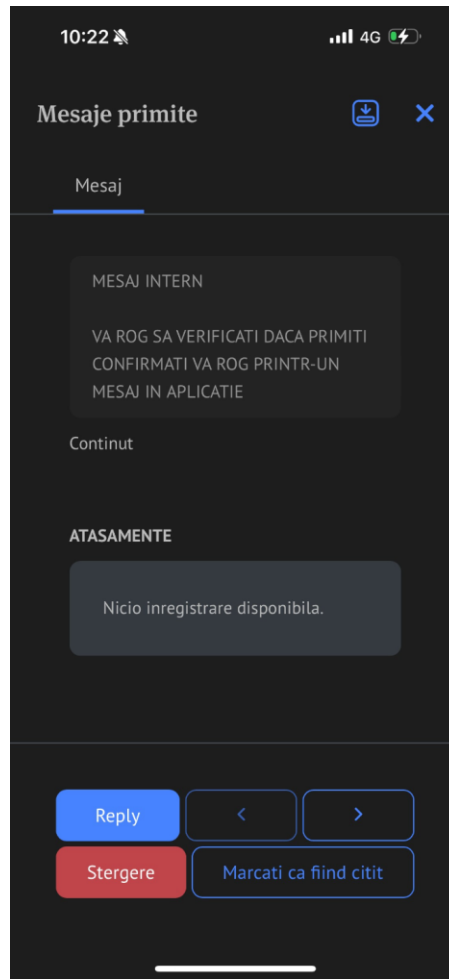 10:22
4G
Mesaje primite
Mesaj
MESAJ INTERN
VA ROG SA VERIFICATI DACA PRIMITI
CONFIRMATI VA ROG PRINTR-UN
MESAJ IN APLICATIE
Continut
ATASAMENTE
Nicio inregistrare disponibila.
Reply
Stergere
Marcati ca fiind citit